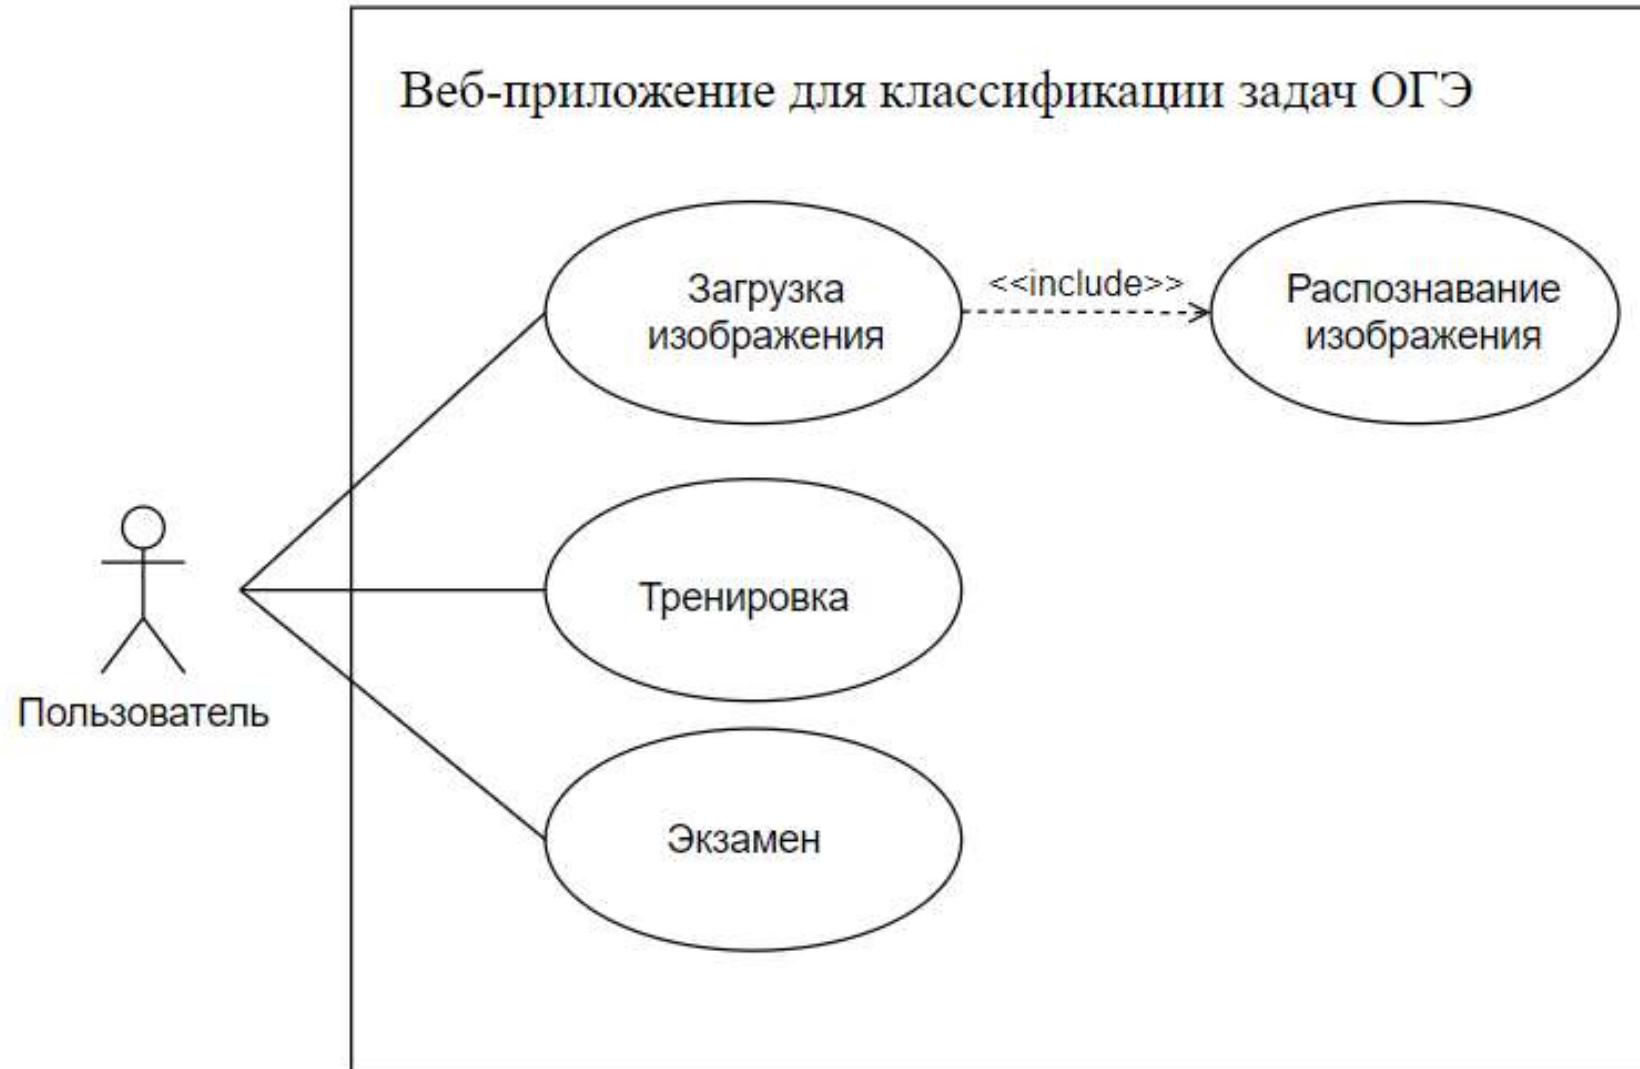 Веб-приложение для классификации задач ОГЭ
Загрузка
изображения
<<include>>
Распознавание
изображения
Тренировка
Пользователь
Экзамен